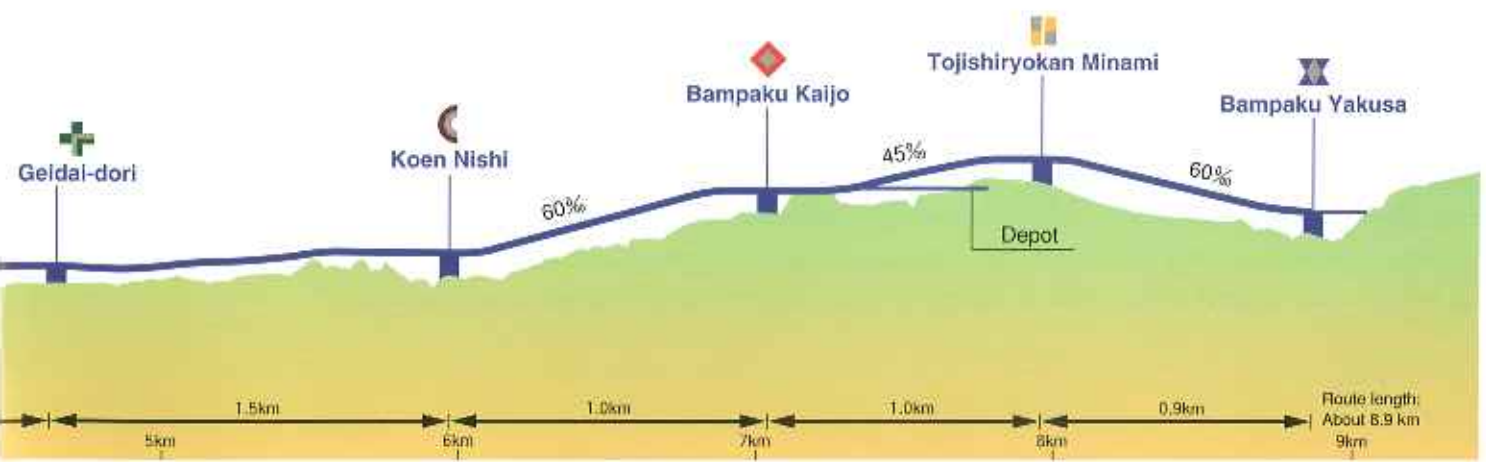 Tojishiryokan Minami
Bampaku Kaijo
Bampaku Yakusa
Koen Nishi
Geidai-dori
45‰
60‰
60‰
Depot
1.5km
1.0km
1.0km
0.9km
Route length:
About 8.9 km
5km
6km
7km
8km
9km